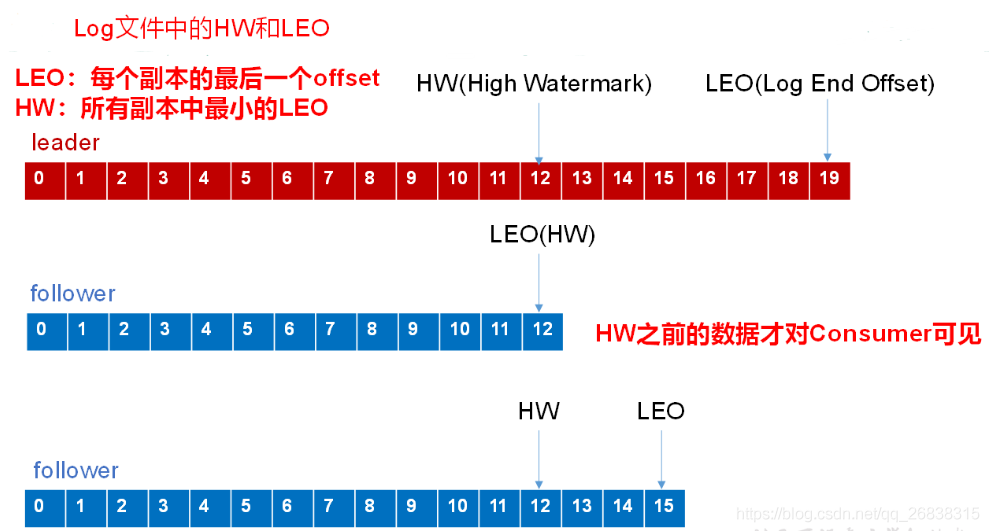 Log文件中的HW和LEO
LEO：每个副本的最后一个offset
HW：所有副本中最小的LEO
HW(High Watermark)
LEO(Log End Offset)
leader
0 1 2 3 4 5 6 7 8 9 10 11 12 13 14 15 16 17 18 19
LEO(HW)
follower
0 1 2 3 4 5 6 7 8 9 10 11 12
HW之前的数据才对Consumer可见
HW
LEO
follower
0 1 2 3 4 5 6 7 8 9 10 11 12 13 14 15
https://blog.csdn.net/qq_26838315